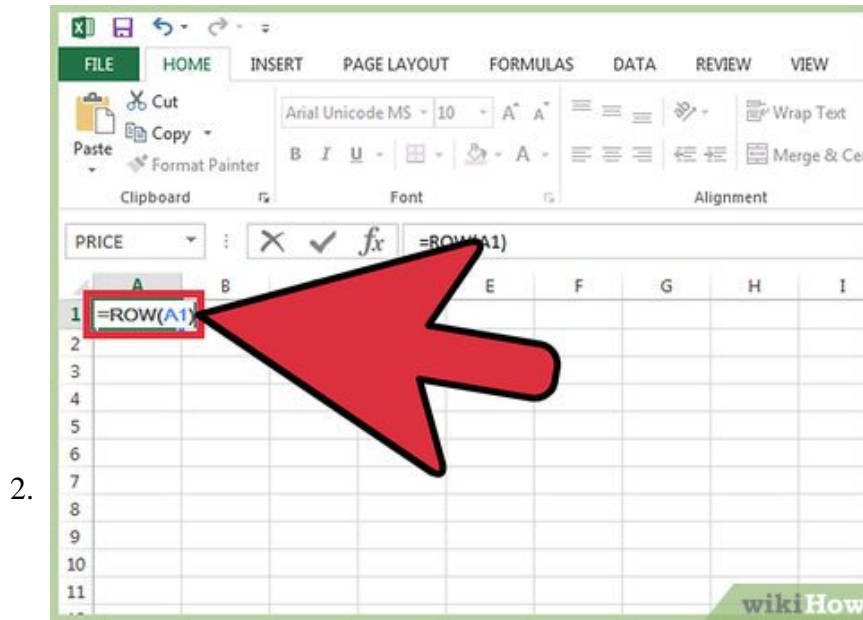 FILE HOME INSERT PAGE LAYOUT FORMULAS DATA REVIEW VIEW
Cut
Copy
Paste
Format Painter
Arial Unicode MS 10 A A
B I U A
Wrap Text
Merge & Ce
Clipboard Font Alignment
PRICE fx =ROW(A1)
A B E F G H I
1 =ROW(A1)
2
3
4
5
6
7
2.
8
9
10
11
wikiHow